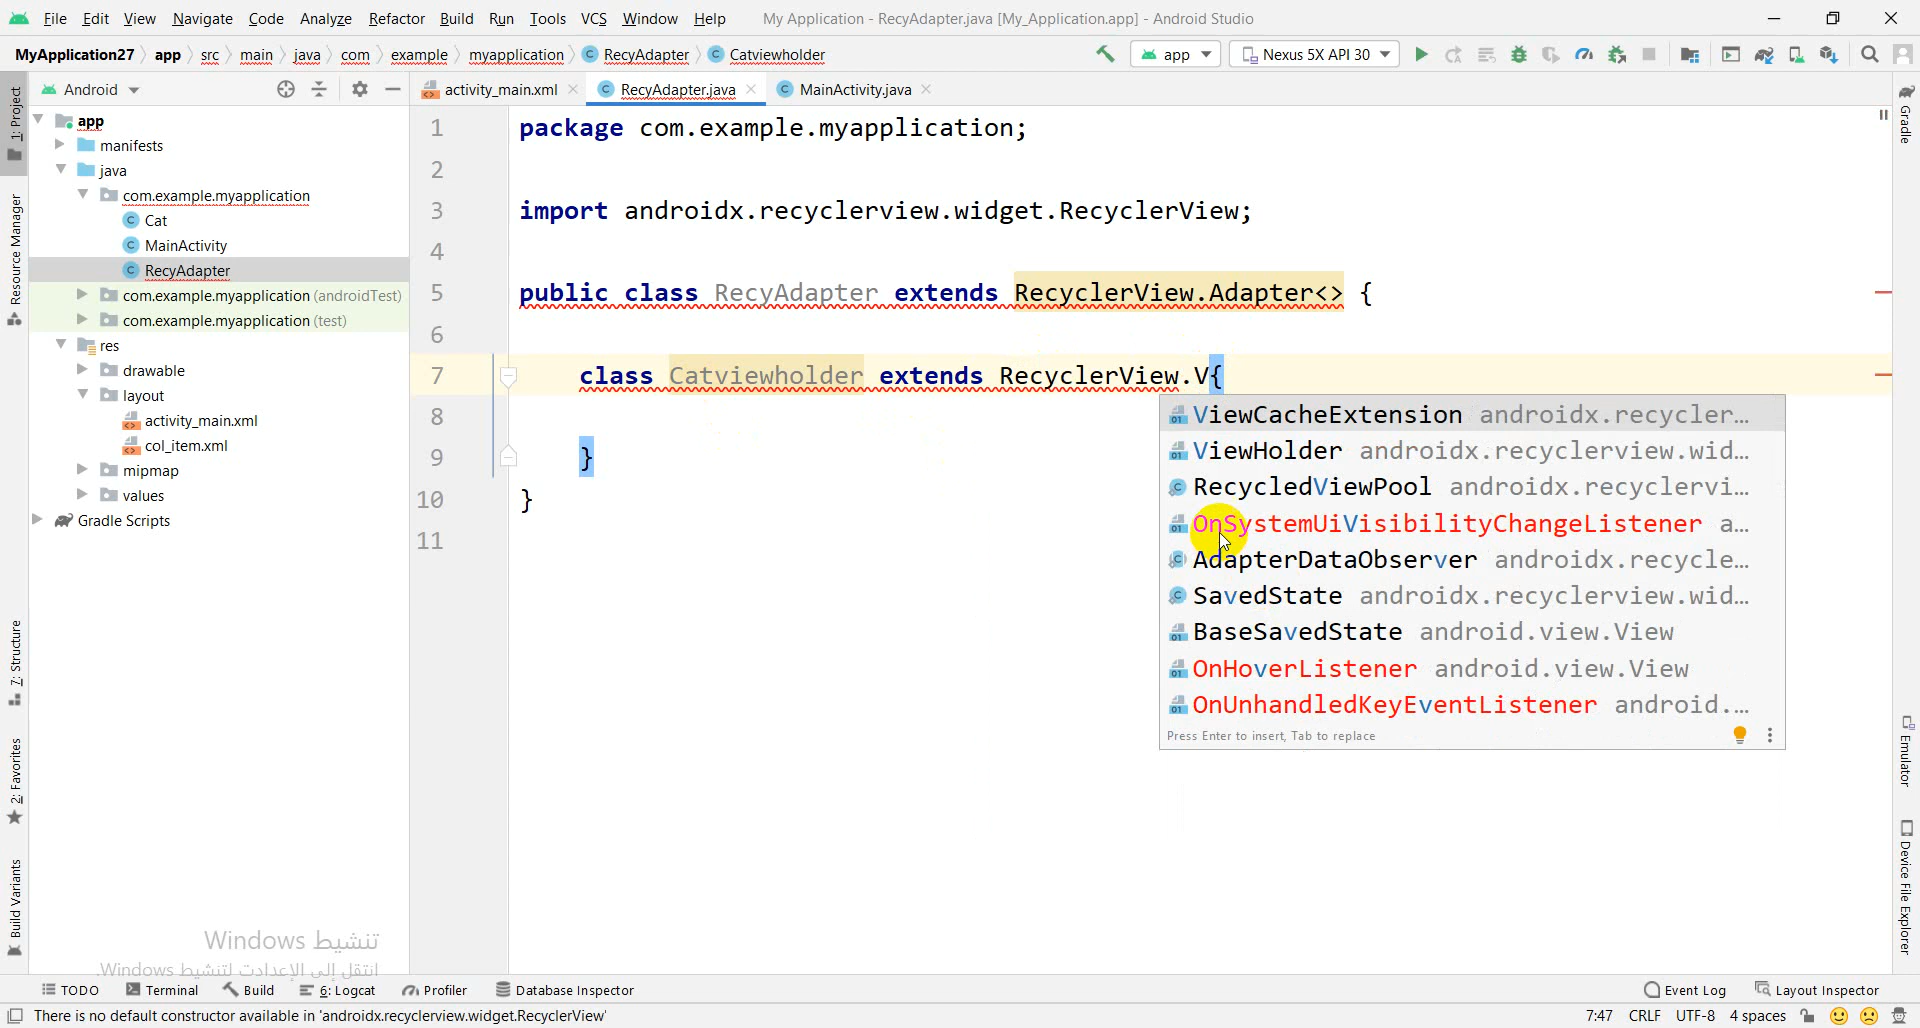 File Edit View Navigate Code Analyze Refactor Build Run Tools VCS Window Help My Application - RecyAdapter.java [My_Application.app] - Android Studio
MyApplication27 app src main java com example myapplication RecyAdapter Catviewholder app Nexus 5X API 30
Android activity_main.xml RecyAdapter.java MainActivity.java
1: Project
Resource Manager
7: Structure
2: Favorites
Build Variants
app
manifests
java
com.example.myapplication
Cat
MainActivity
RecyAdapter
com.example.myapplication (androidTest)
com.example.myapplication (test)
res
drawable
layout
activity_main.xml
col_item.xml
mipmap
values
Gradle Scripts
1 package com.example.myapplication;
2
3 import androidx.recyclerview.widget.RecyclerView;
4
5 public class RecyAdapter extends RecyclerView.Adapter<> {
6
7 class Catviewholder extends RecyclerView.V{
8
9 }
10 }
11
ViewCacheExtension androidx.recycler…
ViewHolder androidx.recyclerview.wid…
RecycledViewPool androidx.recyclervi…
OnSystemUiVisibilityChangeListener a…
AdapterDataObserver androidx.recycle…
SavedState androidx.recyclerview.wid…
BaseSavedState android.view.View
OnHoverListener android.view.View
OnUnhandledKeyEventListener android.…
Press Enter to insert, Tab to replace
Gradle
Emulator
Device File Explorer
تنشيط Windows
انتقل إلى الإعدادت لتنشيط Windows.
TODO Terminal Build 6: Logcat Profiler Database Inspector Event Log Layout Inspector
There is no default constructor available in 'androidx.recyclerview.widget.RecyclerView' 7:47 CRLF UTF-8 4 spaces